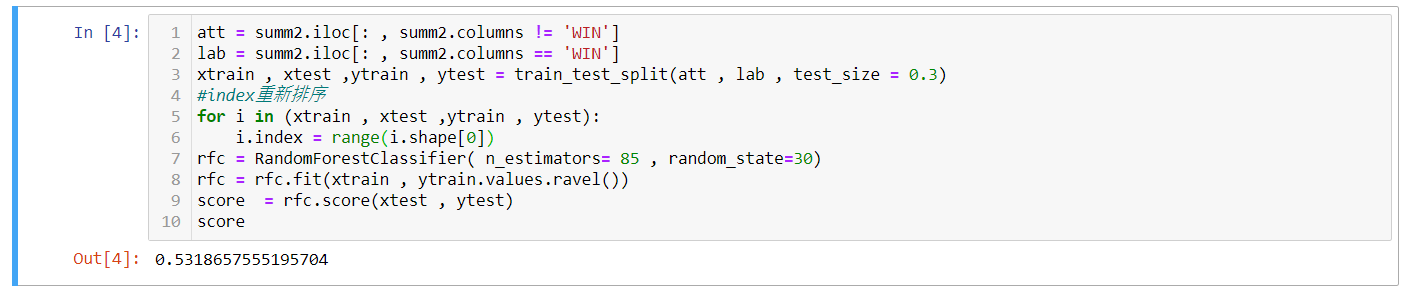 In [4]:
1 att = summ2.iloc[: , summ2.columns != 'WIN']
2 lab = summ2.iloc[: , summ2.columns == 'WIN']
3 xtrain , xtest ,ytrain , ytest = train_test_split(att , lab , test_size = 0.3)
4 #index重新排序
5 for i in (xtrain , xtest ,ytrain , ytest):
6     i.index = range(i.shape[0])
7 rfc = RandomForestClassifier( n_estimators= 85 , random_state=30)
8 rfc = rfc.fit(xtrain , ytrain.values.ravel())
9 score  = rfc.score(xtest , ytest)
10 score
Out[4]: 0.5318657555195704